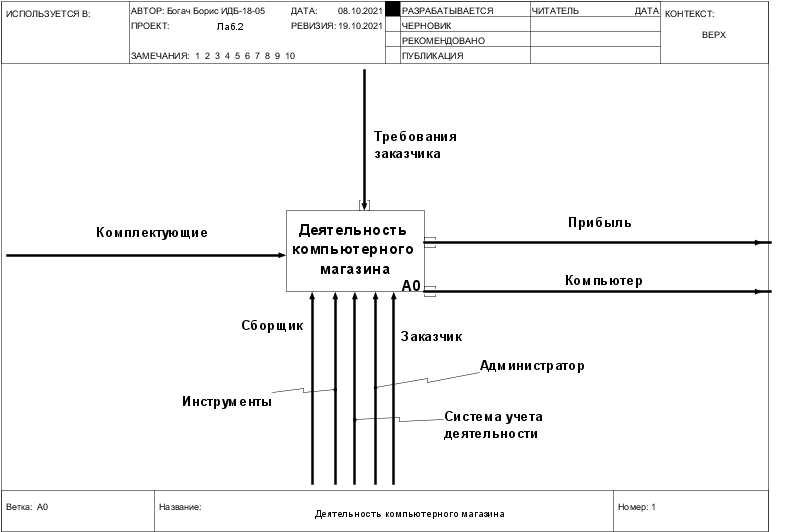 ИСПОЛЬЗУЕТСЯ В:
АВТОР: Богач Борис ИДБ-18-05 ДАТА: 08.10.2021
ПРОЕКТ: Лаб.2 РЕВИЗИЯ: 19.10.2021
ЗАМЕЧАНИЯ: 1 2 3 4 5 6 7 8 9 10
РАЗРАБАТЫВАЕТСЯ
ЧЕРНОВИК
РЕКОМЕНДОВАНО
ПУБЛИКАЦИЯ
ЧИТАТЕЛЬ ДАТА
КОНТЕКСТ:
ВЕРХ
Требования
заказчика
Комплектующие
Деятельность
компьютерного
магазина
A0
Прибыль
Компьютер
Сборщик
Заказчик
Администратор
Инструменты
Система учета
деятельности
Ветка: A0
Название:
Деятельность компьютерного магазина
Номер: 1